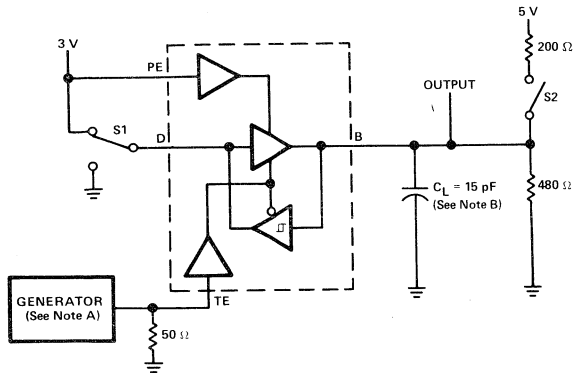 5 V
200 Ω
3 V
PE
OUTPUT
S2
S1
D
B
C_L = 15 pF
(See Note B)
480 Ω
GENERATOR
(See Note A)
TE
50 Ω